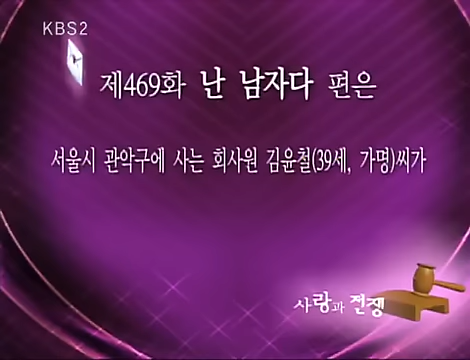 KBS2
제469화 난 남자다 편은
서울시 관악구에 사는 회사원 김윤철(39세, 가명)씨가
사랑과 전쟁